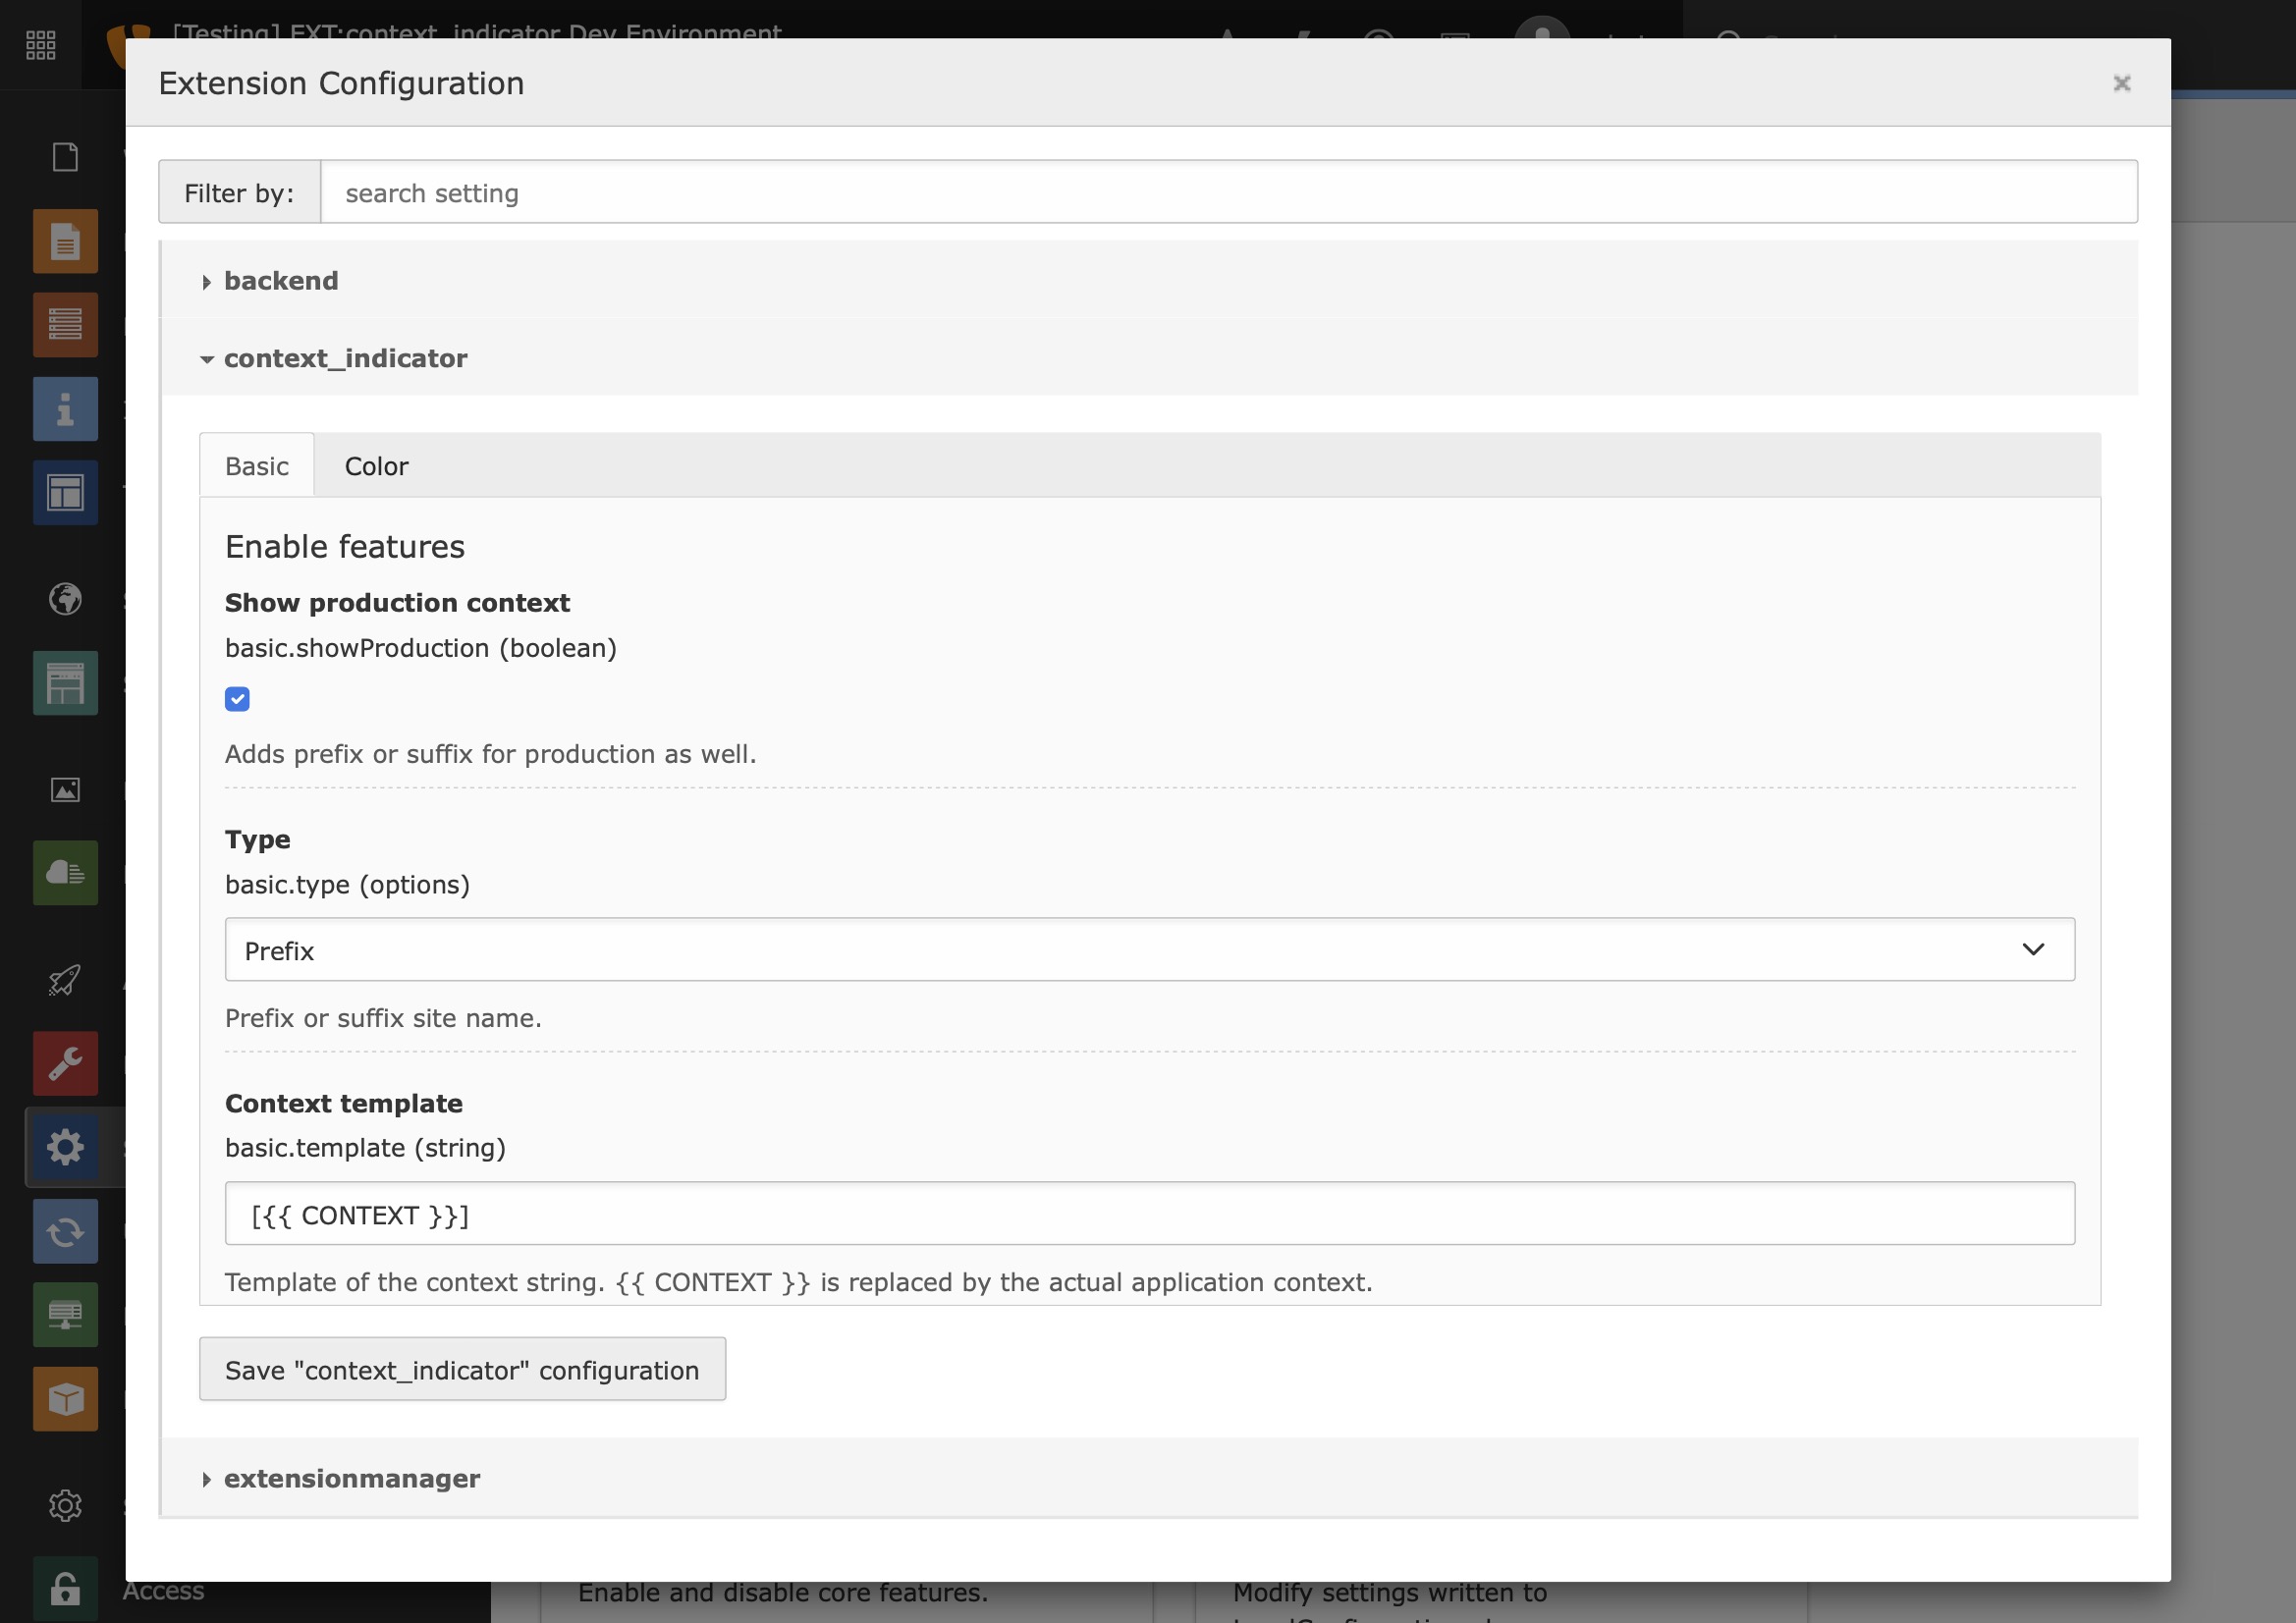 [Testing] EXT:context_indicator Dev Environment
Extension Configuration
Filter by:
search setting
backend
context_indicator
Basic
Color
Enable features
Show production context
basic.showProduction (boolean)
Adds prefix or suffix for production as well.
Type
basic.type (options)
Prefix
Prefix or suffix site name.
Context template
basic.template (string)
[{{ CONTEXT }}]
Template of the context string. {{ CONTEXT }} is replaced by the actual application context.
Save "context_indicator" configuration
extensionmanager
Access
Enable and disable core features.
Modify settings written to